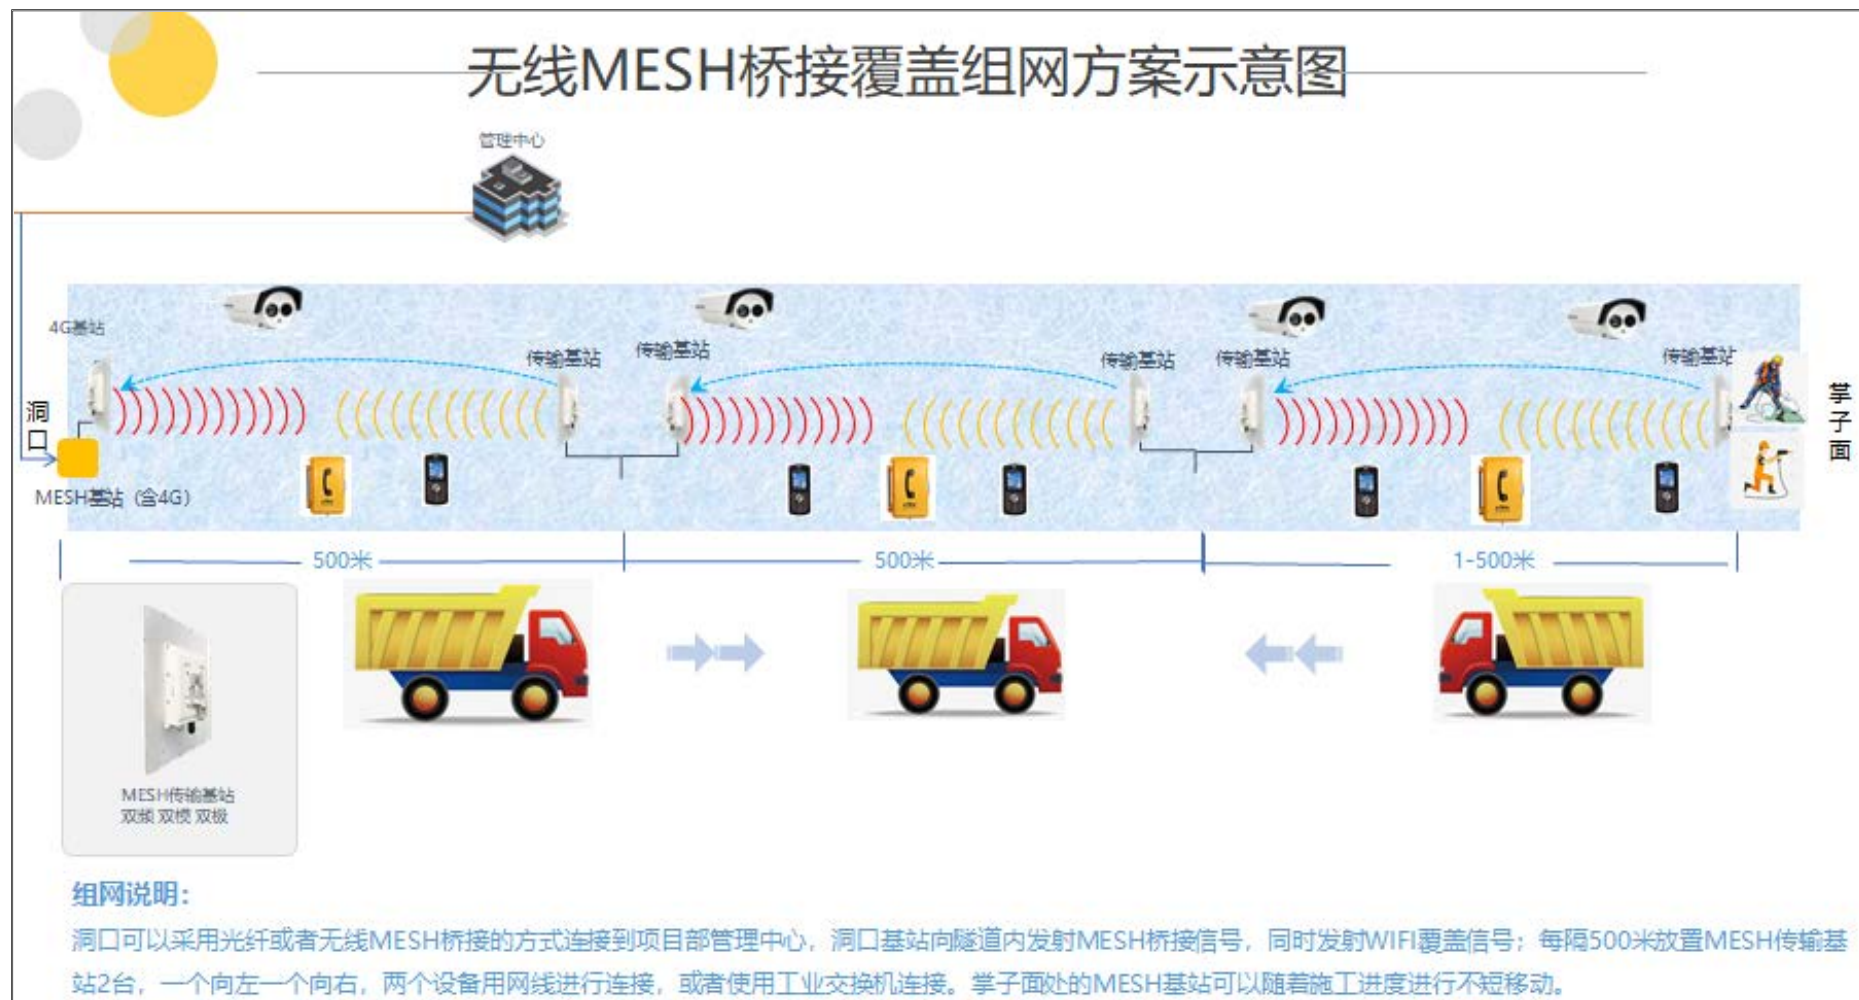 无线MESH桥接覆盖组网方案示意图
管理中心
4G基站
传输基站
传输基站
传输基站
传输基站
传输基站
洞口
掌子面
MESH基站（含4G）
500米
500米
1-500米
MESH传输基站
双频 双模 双极
组网说明：
洞口可以采用光纤或者无线MESH桥接的方式连接到项目部管理中心，洞口基站向隧道内发射MESH桥接信号，同时发射WIFI覆盖信号；每隔500米放置MESH传输基
站2台，一个向左一个向右，两个设备用网线进行连接，或者使用工业交换机连接。掌子面处的MESH基站可以随着施工进度进行不短移动。